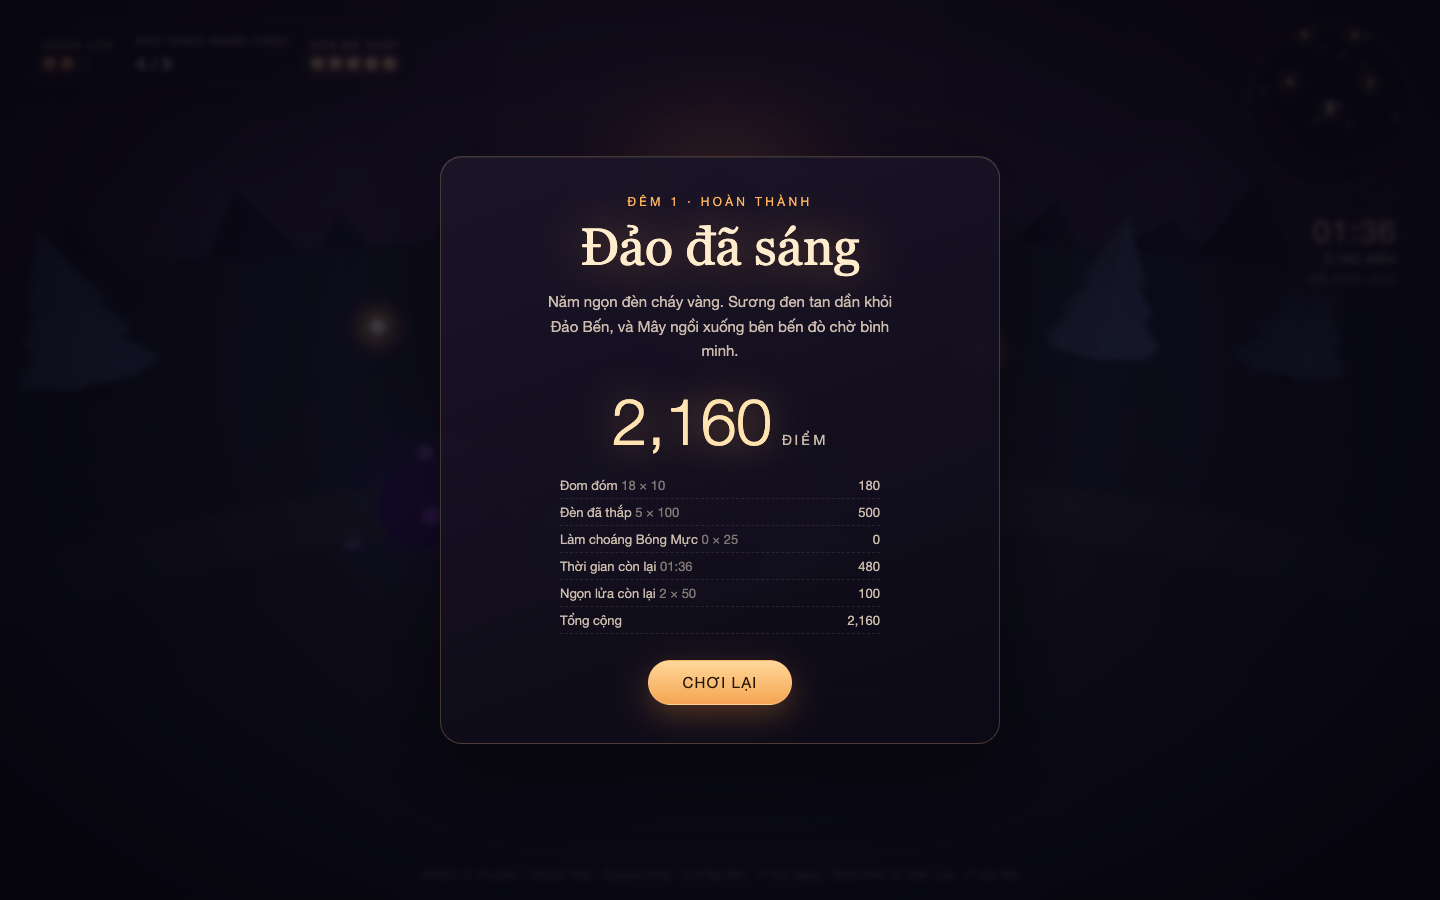 4 / 5
01:36
ĐÊM 1 · HOÀN THÀNH
Đảo đã sáng
Năm ngọn đèn cháy vàng. Sương đen tan dần khỏi
Đảo Bến, và Mây ngồi xuống bên bến đò chờ bình
minh.
2,160 ĐIỂM
Đom đóm 18 × 10 180
Đèn đã thắp 5 × 100 500
Làm choáng Bóng Mực 0 × 25 0
Thời gian còn lại 01:36 480
Ngọn lửa còn lại 2 × 50 100
Tổng cộng 2,160
CHƠI LẠI